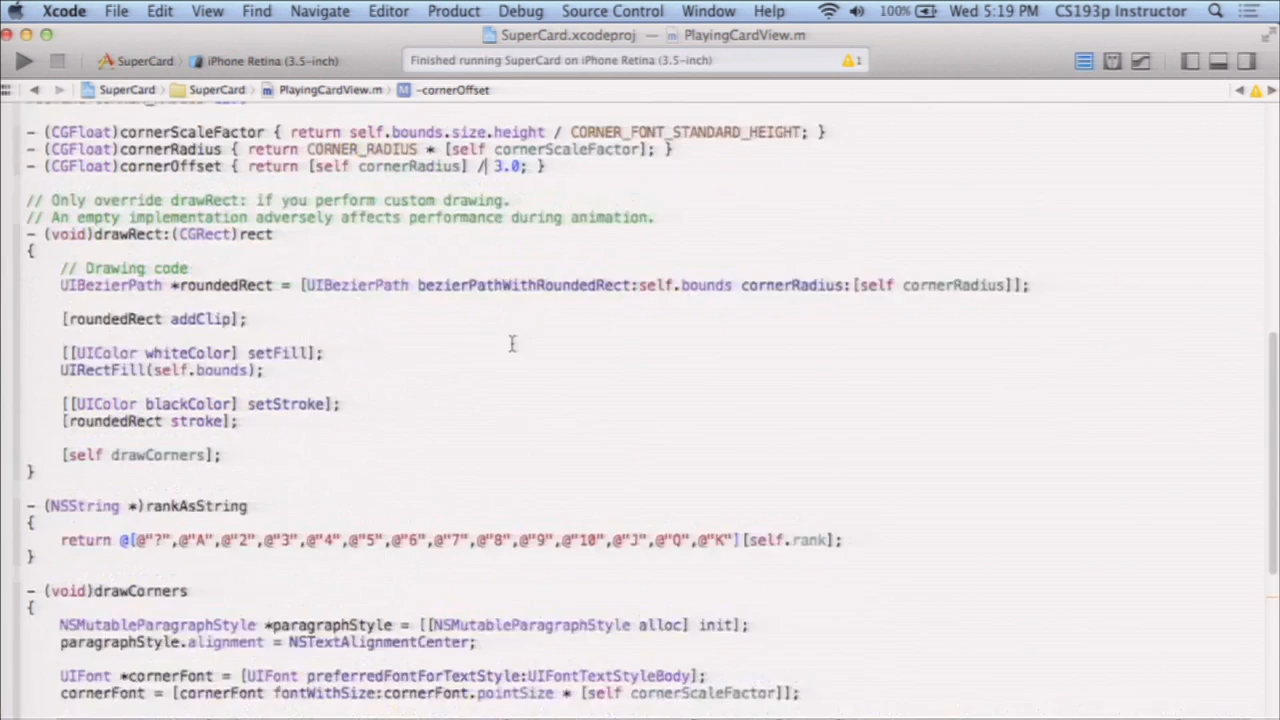 Xcode File Edit View Find Navigate Editor Product Debug Source Control Window Help 100% Wed 5:19 PM CS193p Instructor
SuperCard.xcodeproj — PlayingCardView.m
SuperCard iPhone Retina (3.5-inch) Finished running SuperCard on iPhone Retina (3.5-inch) 1
SuperCard SuperCard PlayingCardView.m M -cornerOffset
- (CGFloat)cornerScaleFactor { return self.bounds.size.height / CORNER_FONT_STANDARD_HEIGHT; }
- (CGFloat)cornerRadius { return CORNER_RADIUS * [self cornerScaleFactor]; }
- (CGFloat)cornerOffset { return [self cornerRadius] / 3.0; }
// Only override drawRect: if you perform custom drawing.
// An empty implementation adversely affects performance during animation.
- (void)drawRect:(CGRect)rect
{
// Drawing code
UIBezierPath *roundedRect = [UIBezierPath bezierPathWithRoundedRect:self.bounds cornerRadius:[self cornerRadius]];
[roundedRect addClip];
[[UIColor whiteColor] setFill];
UIRectFill(self.bounds);
[[UIColor blackColor] setStroke];
[roundedRect stroke];
[self drawCorners];
}
- (NSString *)rankAsString
{
return @[@"?",@"A",@"2",@"3",@"4",@"5",@"6",@"7",@"8",@"9",@"10",@"J",@"Q",@"K"][self.rank];
}
- (void)drawCorners
{
NSMutableParagraphStyle *paragraphStyle = [[NSMutableParagraphStyle alloc] init];
paragraphStyle.alignment = NSTextAlignmentCenter;
UIFont *cornerFont = [UIFont preferredFontForTextStyle:UIFontTextStyleBody];
cornerFont = [cornerFont fontWithSize:cornerFont.pointSize * [self cornerScaleFactor]];